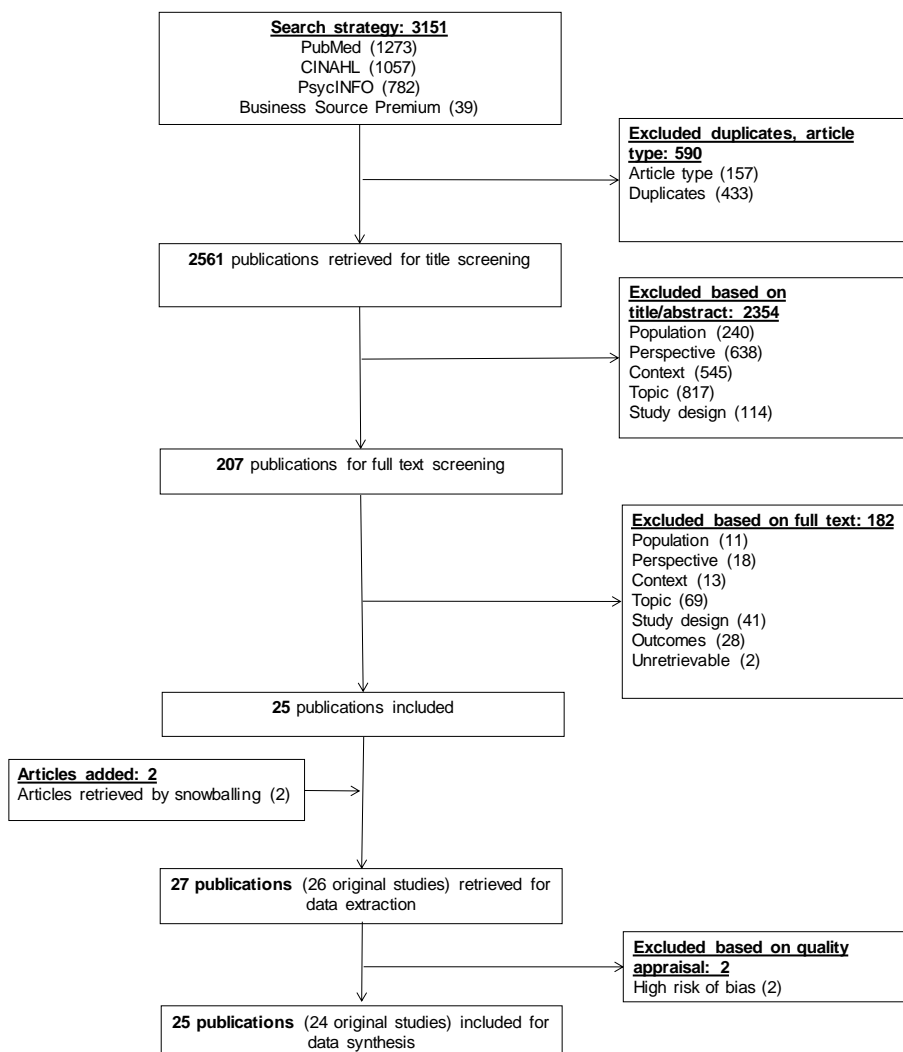 Search strategy: 3151
PubMed (1273)
CINAHL (1057)
PsycINFO (782)
Business Source Premium (39)
Excluded duplicates, article
type: 590
Article type (157)
Duplicates (433)
2561 publications retrieved for title screening
Excluded based on
title/abstract: 2354
Population (240)
Perspective (638)
Context (545)
Topic (817)
Study design (114)
207 publications for full text screening
Excluded based on full text: 182
Population (11)
Perspective (18)
Context (13)
Topic (69)
Study design (41)
Outcomes (28)
Unretrievable (2)
25 publications included
Articles added: 2
Articles retrieved by snowballing (2)
27 publications (26 original studies) retrieved for
data extraction
Excluded based on quality
appraisal: 2
High risk of bias (2)
25 publications (24 original studies) included for
data synthesis